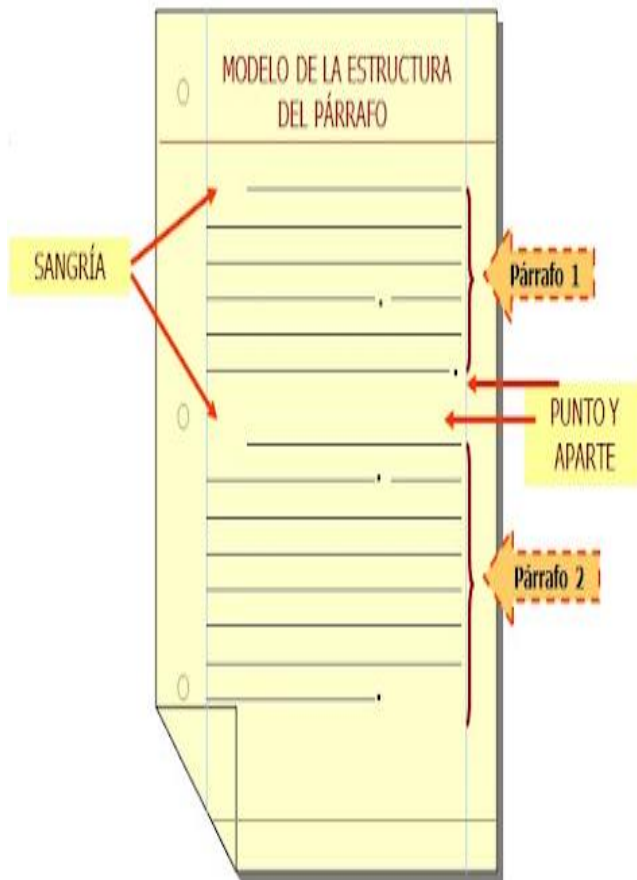 MODELO DE LA ESTRUCTURA
DEL PÁRRAFO
SANGRÍA
Párrafo 1
PUNTO Y
APARTE
Párrafo 2